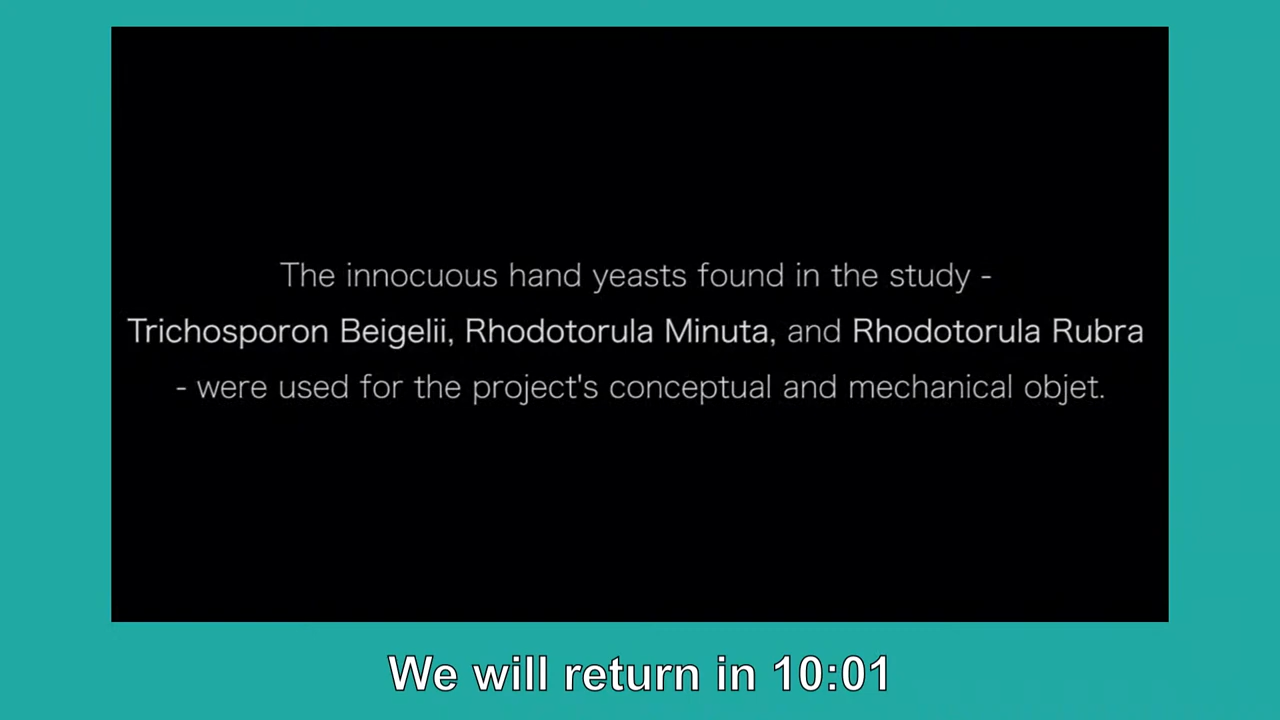 The innocuous hand yeasts found in the study -
Trichosporon Beigelii, Rhodotorula Minuta, and Rhodotorula Rubra
- were used for the project's conceptual and mechanical objet.
We will return in 10:01